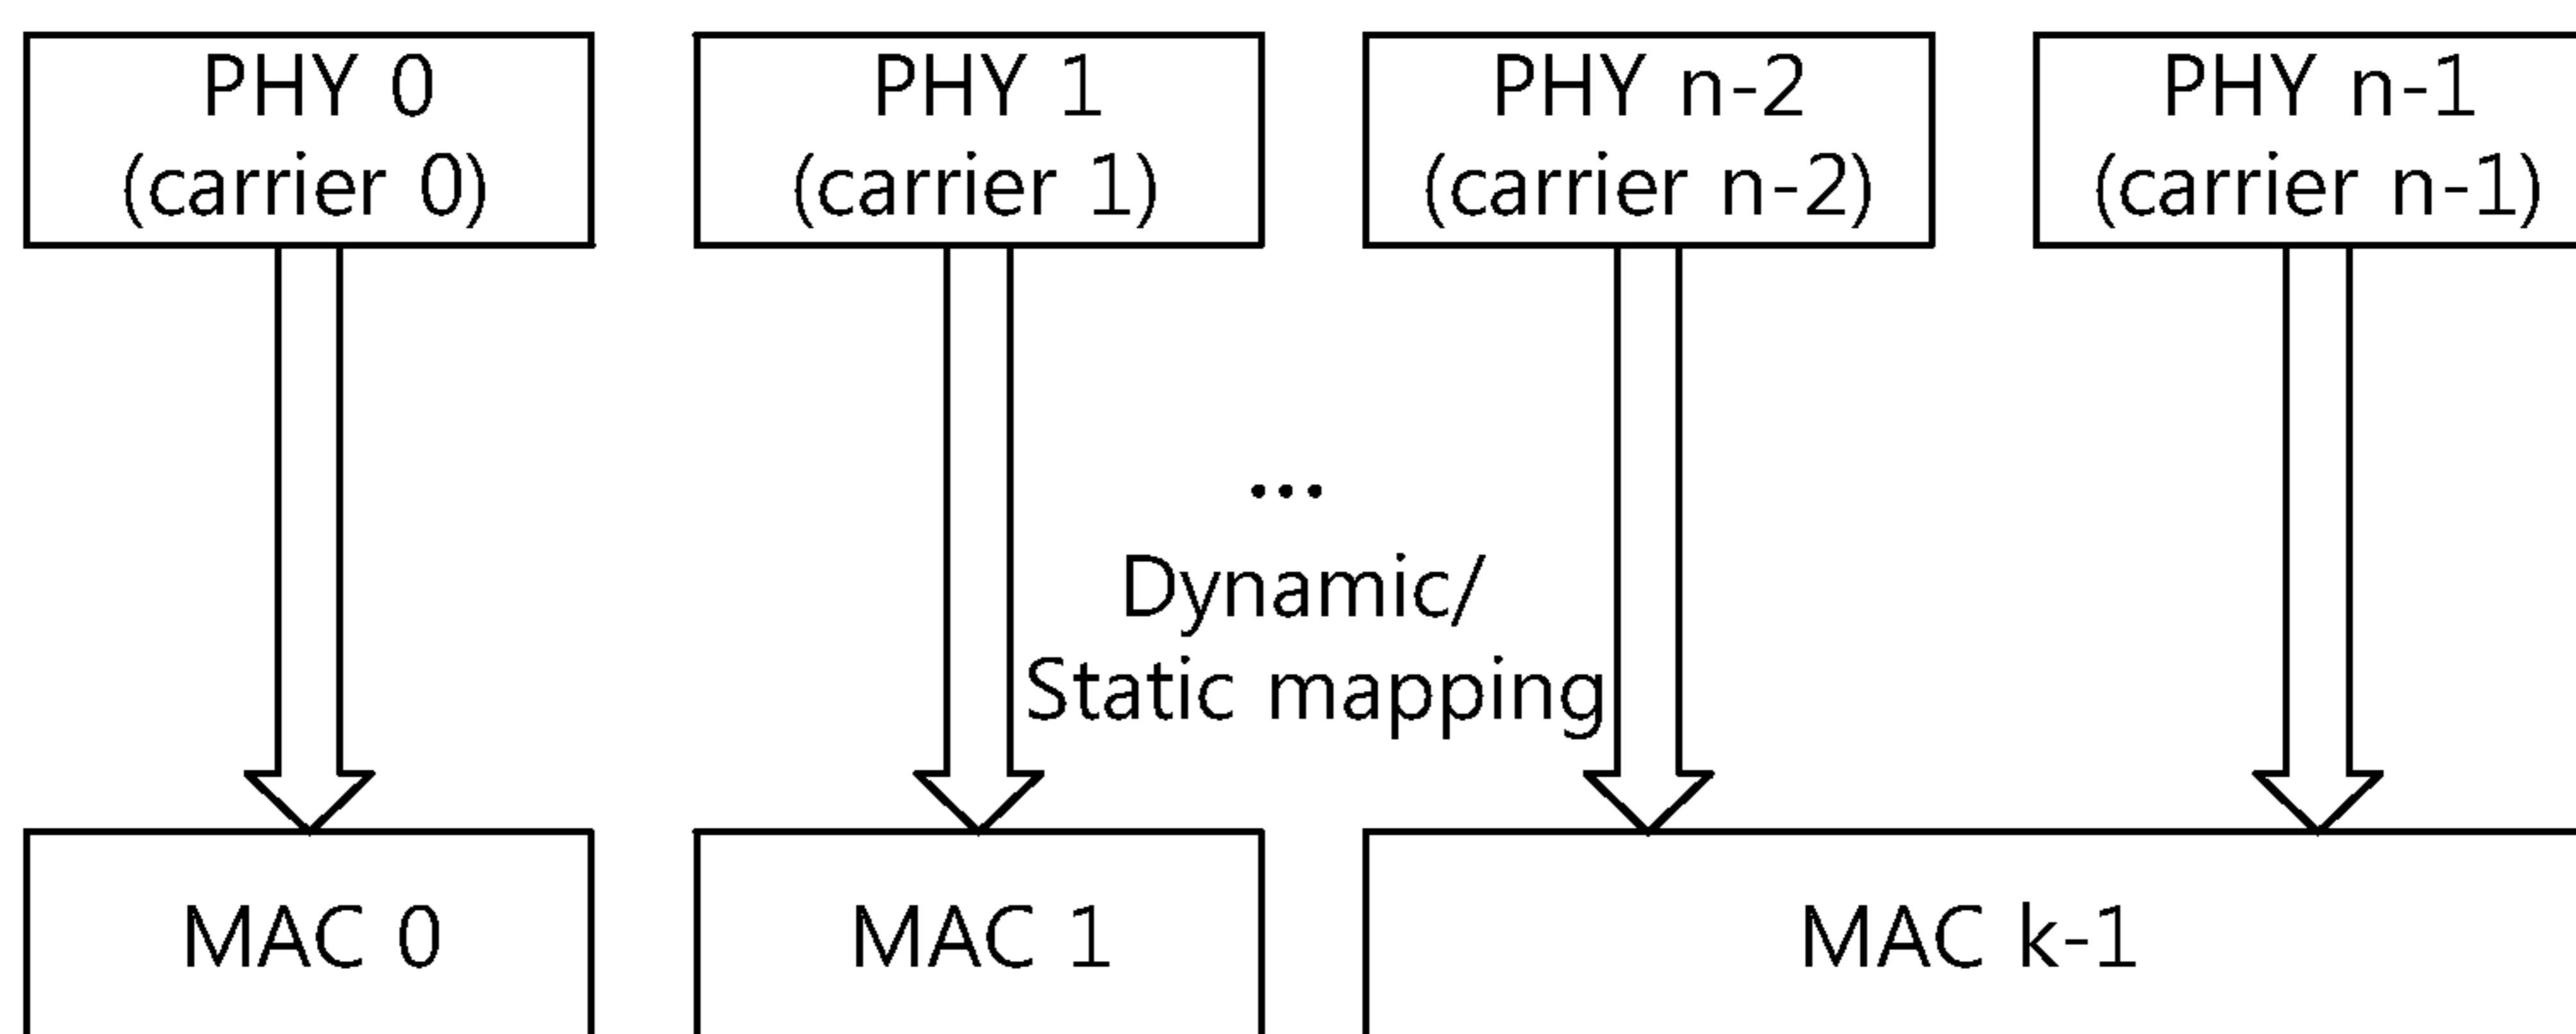 PHY 0
(carrier 0)
PHY 1
(carrier 1)
PHY n-2
(carrier n-2)
PHY n-1
(carrier n-1)
...
Dynamic/
Static mapping
MAC 0
MAC 1
MAC k-1